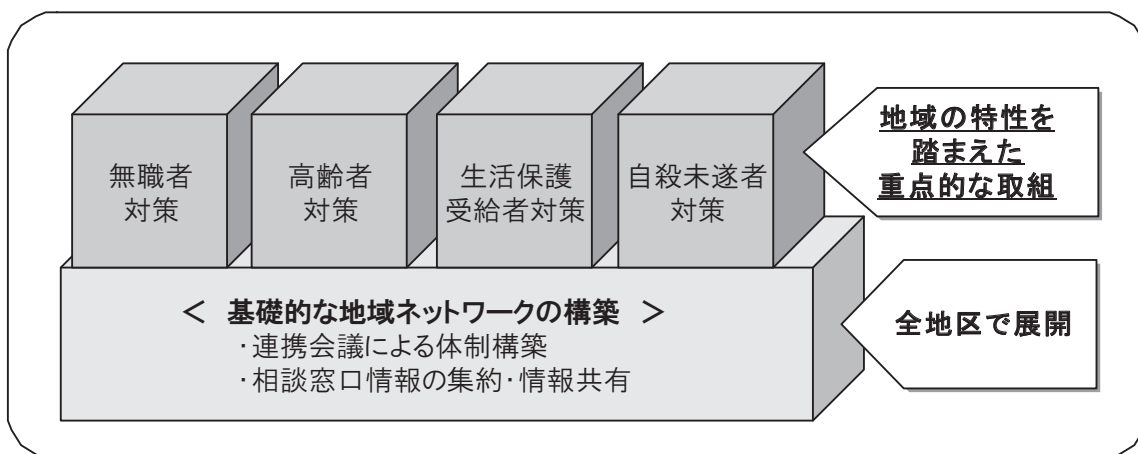 無職者
対策
高齢者
対策
生活保護
受給者対策
自殺未遂者
対策
地域の特性を
踏まえた
重点的な取組
＜ 基礎的な地域ネットワークの構築 ＞
・連携会議による体制構築
・相談窓口情報の集約・情報共有
全地区で展開